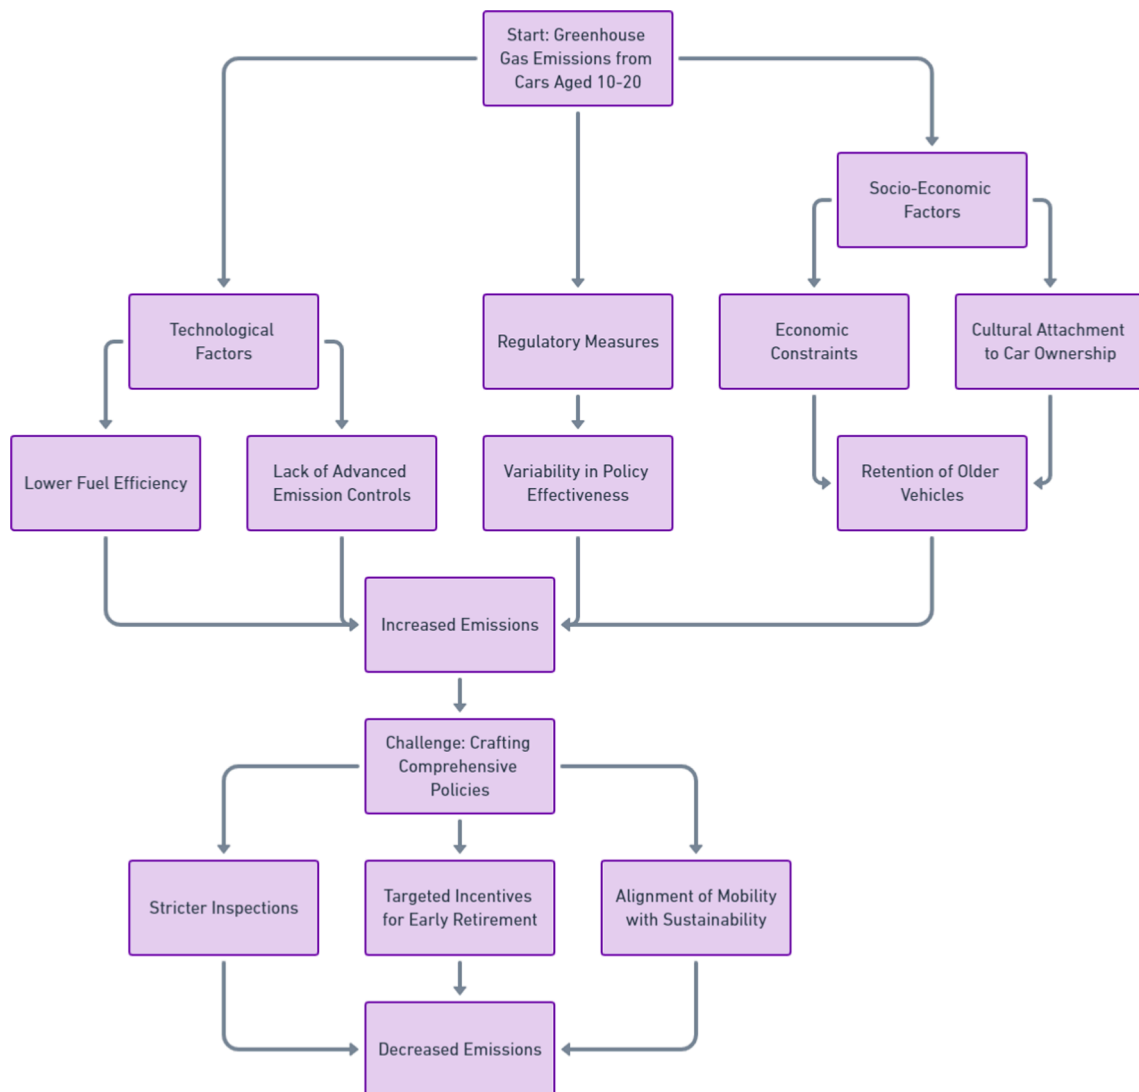 Start: Greenhouse
Gas Emissions from
Cars Aged 10-20
Socio-Economic
Factors
Technological
Factors
Regulatory Measures
Economic
Constraints
Cultural Attachment
to Car Ownership
Lower Fuel Efficiency
Lack of Advanced
Emission Controls
Variability in Policy
Effectiveness
Retention of Older
Vehicles
Increased Emissions
Challenge: Crafting
Comprehensive
Policies
Stricter Inspections
Targeted Incentives
for Early Retirement
Alignment of Mobility
with Sustainability
Decreased Emissions